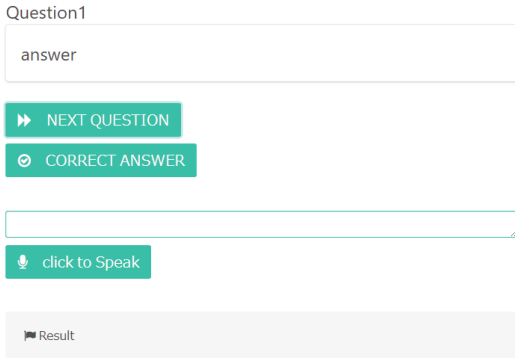 Question1
answer
NEXT QUESTION
CORRECT ANSWER
click to Speak
Result